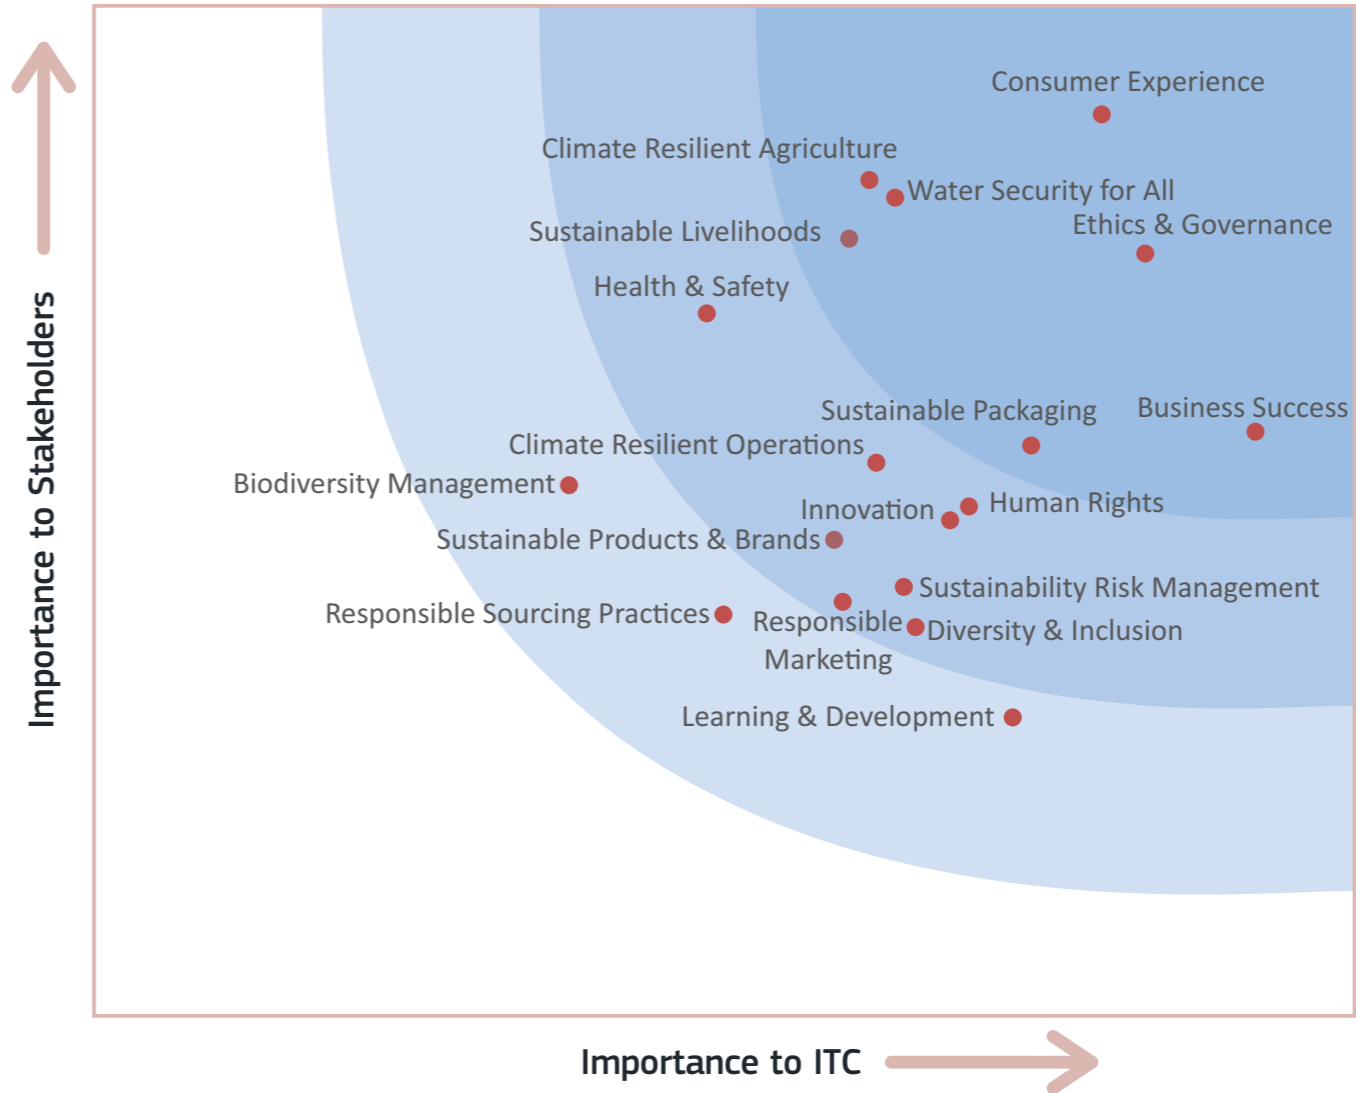 Consumer Experience
Climate Resilient Agriculture
Water Security for All
Ethics & Governance
Sustainable Livelihoods
Health & Safety
Sustainable Packaging
Business Success
Climate Resilient Operations
Biodiversity Management
Human Rights
Innovation
Sustainable Products & Brands
Sustainability Risk Management
Responsible Sourcing Practices
Responsible
Marketing
Diversity & Inclusion
Learning & Development
Importance to Stakeholders
Importance to ITC